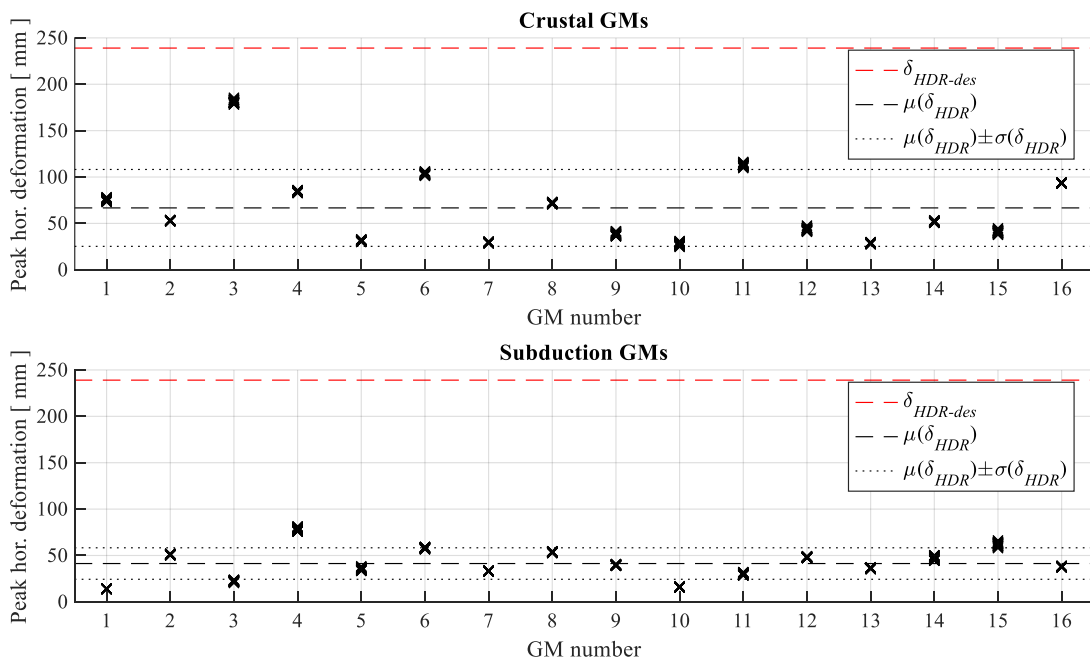 Crustal GMs
Peak hor. deformation [ mm ]
250
200
150
100
50
0
δHDR-des
μ(δHDR)
μ(δHDR)±σ(δHDR)
1 2 3 4 5 6 7 8 9 10 11 12 13 14 15 16
GM number
Subduction GMs
Peak hor. deformation [ mm ]
250
200
150
100
50
0
δHDR-des
μ(δHDR)
μ(δHDR)±σ(δHDR)
1 2 3 4 5 6 7 8 9 10 11 12 13 14 15 16
GM number